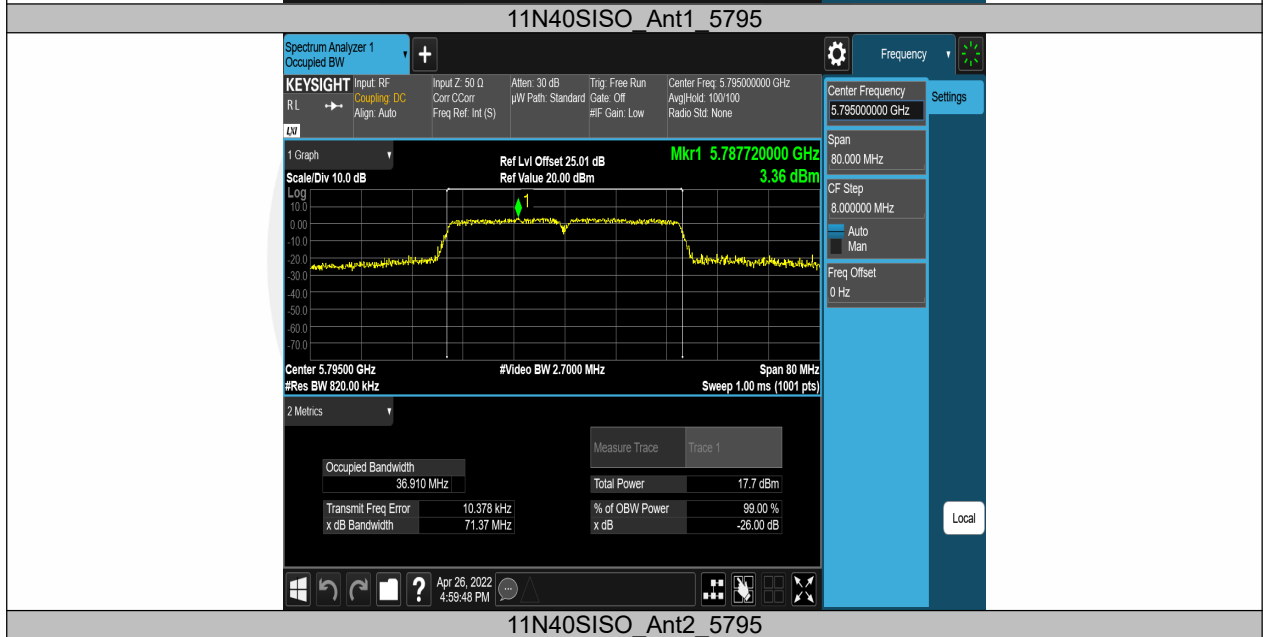 11N40SISO_Ant1_5795
Spectrum Analyzer 1
Occupied BW
+
Frequency
KEYSIGHT
R L
LXI
Input: RF
Coupling: DC
Align: Auto
Input Z: 50 Ω
Corr CCorr
Freq Ref: Int (S)
Atten: 30 dB
µW Path: Standard
Trig: Free Run
Gate: Off
#IF Gain: Low
Center Freq: 5.795000000 GHz
Avg|Hold: 100/100
Radio Std: None
Center Frequency
5.795000000 GHz
Settings
Span
80.000 MHz
CF Step
8.000000 MHz
Auto
Man
Freq Offset
0 Hz
1 Graph
Ref Lvl Offset 25.01 dB
Mkr1 5.787720000 GHz
Scale/Div 10.0 dB
Ref Value 20.00 dBm
3.36 dBm
Log
1
10.0
0.00
-10.0
-20.0
-30.0
-40.0
-50.0
-60.0
-70.0
Center 5.79500 GHz
#Video BW 2.7000 MHz
Span 80 MHz
#Res BW 820.00 kHz
Sweep 1.00 ms (1001 pts)
2 Metrics
Measure Trace Trace 1
Occupied Bandwidth
36.910 MHz
Total Power 17.7 dBm
Transmit Freq Error 10.378 kHz
% of OBW Power 99.00 %
x dB Bandwidth 71.37 MHz
x dB -26.00 dB
Local
?
Apr 26, 2022
4:59:48 PM
11N40SISO_Ant2_5795